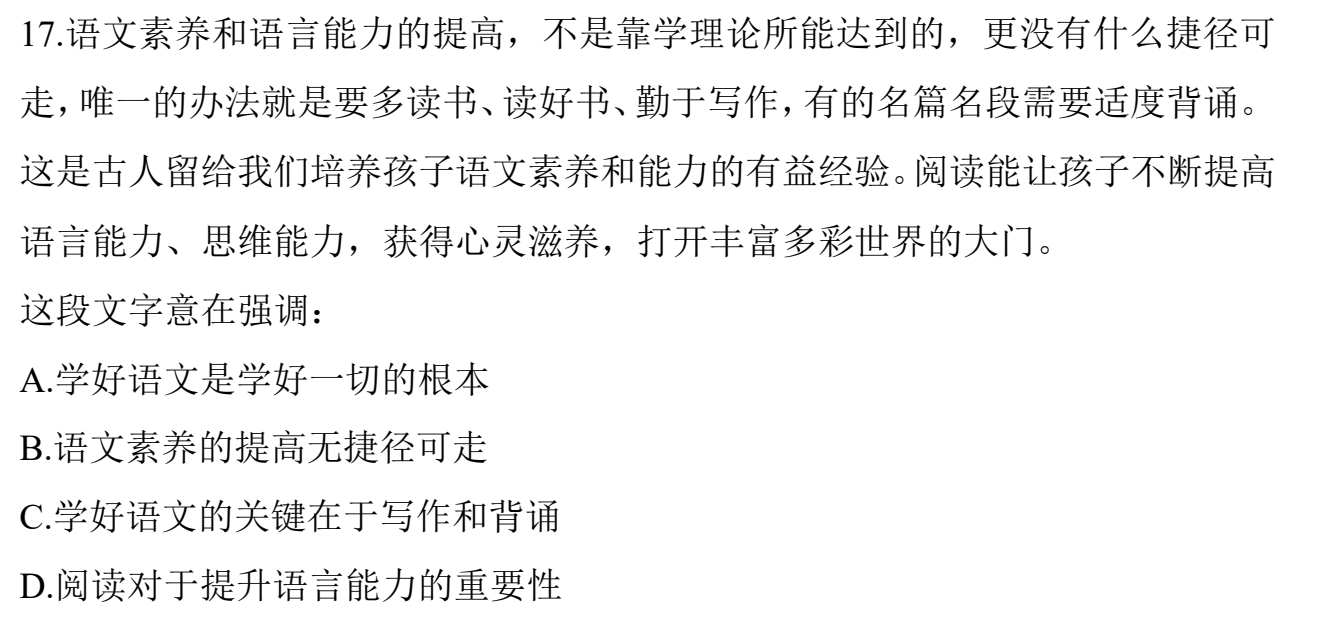 17.语文素养和语言能力的提高，不是靠学理论所能达到的，更没有什么捷径可
走，唯一的办法就是要多读书、读好书、勤于写作，有的名篇名段需要适度背诵。
这是古人留给我们培养孩子语文素养和能力的有益经验。阅读能让孩子不断提高
语言能力、思维能力，获得心灵滋养，打开丰富多彩世界的大门。
这段文字意在强调：
A.学好语文是学好一切的根本
B.语文素养的提高无捷径可走
C.学好语文的关键在于写作和背诵
D.阅读对于提升语言能力的重要性